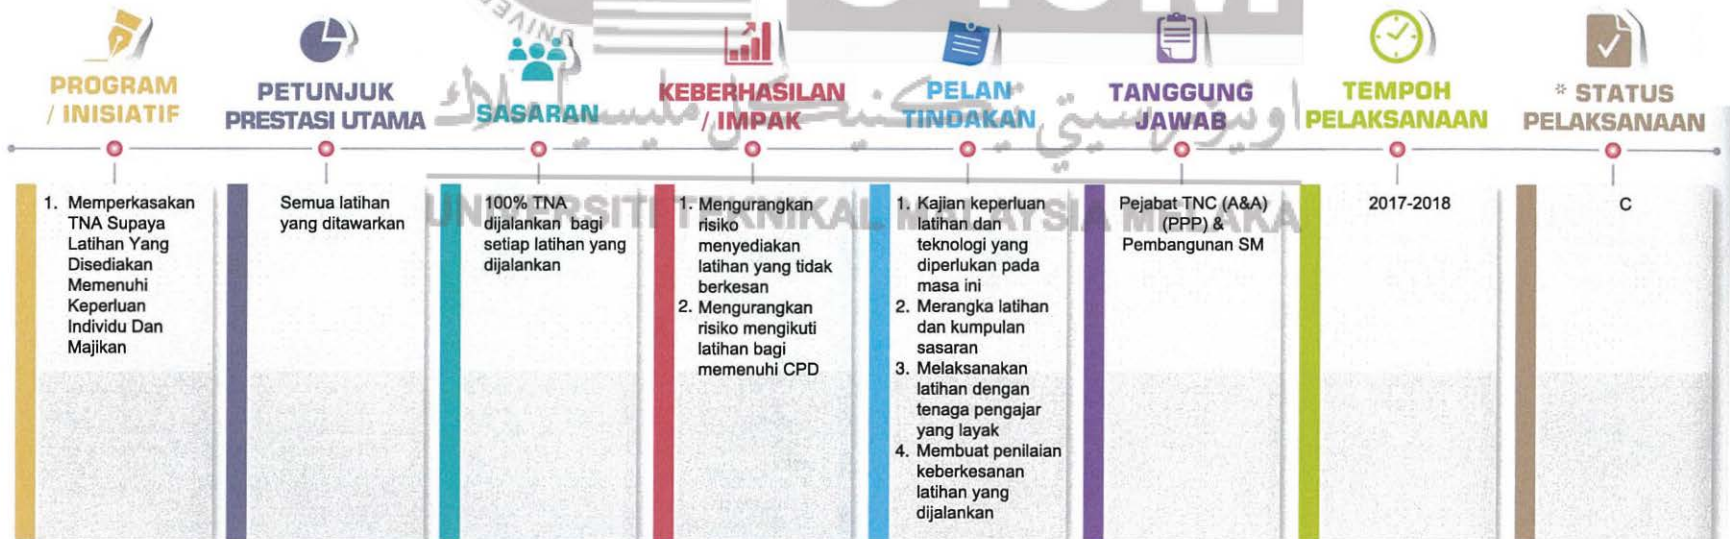 PROGRAM
/ INISIATIF
PETUNJUK
PRESTASI UTAMA
SASARAN
KEBERHASILAN
/ IMPAK
PELAN
TINDAKAN
TANGGUNG
JAWAB
TEMPOH
PELAKSANAAN
* STATUS
PELAKSANAAN
اونيۏرسيتي تيكنيكل مليسيا ملاك
UNIVERSITI TEKNIKAL MALAYSIA MELAKA
1. Memperkasakan
TNA Supaya
Latihan Yang
Disediakan
Memenuhi
Keperluan
Individu Dan
Majikan
Semua latihan
yang ditawarkan
100% TNA
dijalankan bagi
setiap latihan yang
dijalankan
1. Mengurangkan
risiko
menyediakan
latihan yang tidak
berkesan
2. Mengurangkan
risiko mengikuti
latihan bagi
memenuhi CPD
1. Kajian keperluan
latihan dan
teknologi yang
diperlukan pada
masa ini
2. Merangka latihan
dan kumpulan
sasaran
3. Melaksanakan
latihan dengan
tenaga pengajar
yang layak
4. Membuat penilaian
keberkesanan
latihan yang
dijalankan
Pejabat TNC (A&A)
(PPP) &
Pembangunan SM
2017-2018
C